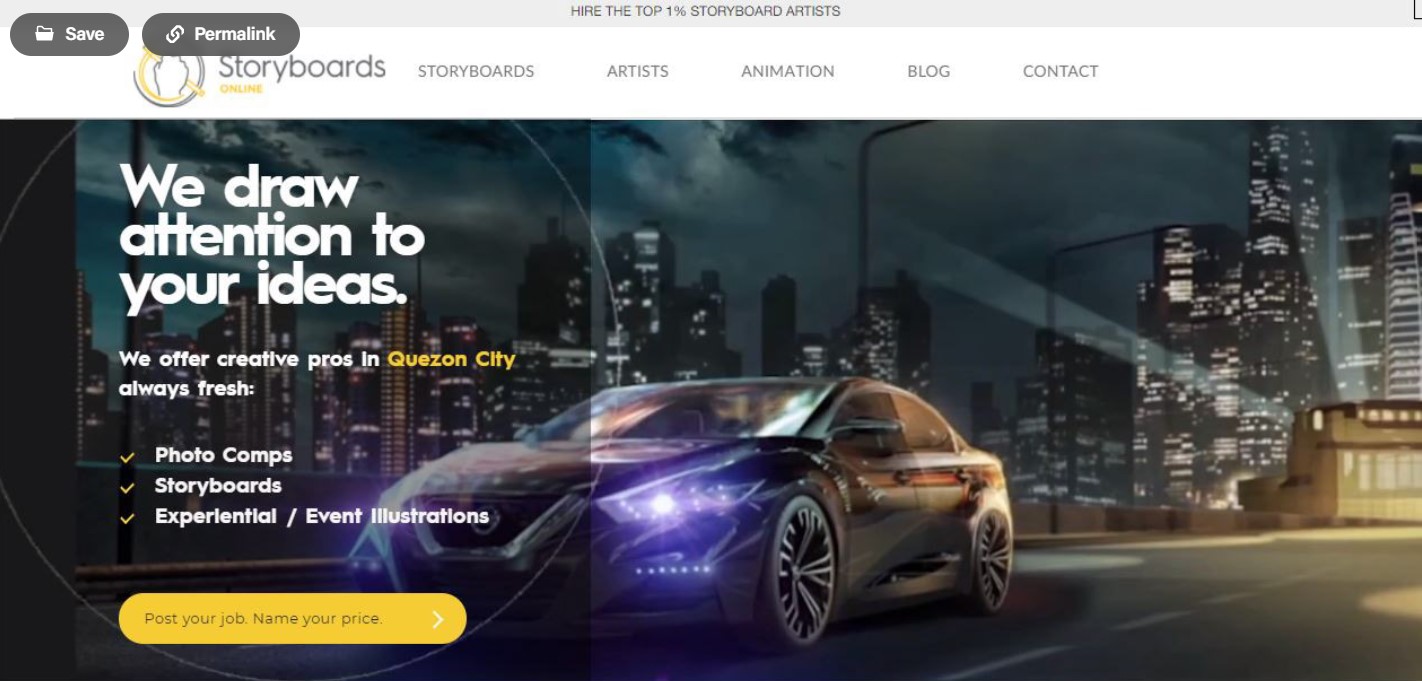 HIRE THE TOP 1% STORYBOARD ARTISTS
Save
Permalink
Storyboards
ONLINE
STORYBOARDS
ARTISTS
ANIMATION
BLOG
CONTACT
We draw
attention to
your ideas.
We offer creative pros in Quezon City
always fresh:
Photo Comps
Storyboards
Experiential / Event Illustrations
Post your job. Name your price.